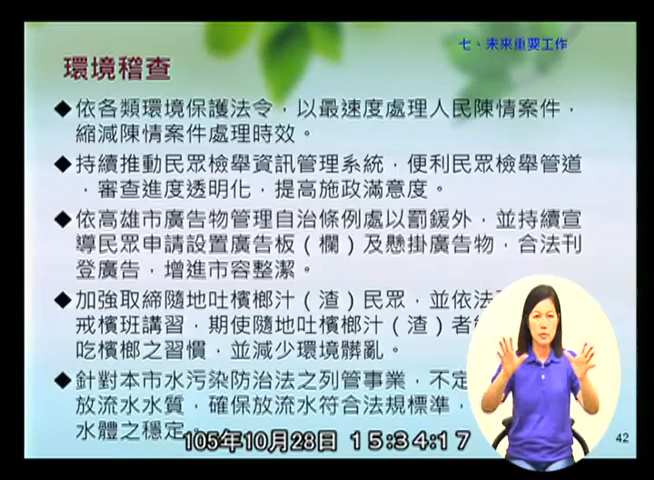 七、未來重要工作
環境稽查
◆依各類環境保護法令，以最速度處理人民陳情案件，
縮減陳情案件處理時效。
◆持續推動民眾檢舉資訊管理系統，便利民眾檢舉管道
，審查進度透明化，提高施政滿意度。
◆依高雄市廣告物管理自治條例處以罰鍰外，並持續宣
導民眾申請設置廣告板（欄）及懸掛廣告物，合法刊
登廣告，增進市容整潔。
◆加強取締隨地吐檳榔汁（渣）民眾，並依法
戒檳班講習，期使隨地吐檳榔汁（渣）者
吃檳榔之習慣，並減少環境髒亂。
◆針對本市水污染防治法之列管事業，不定
放流水水質，確保放流水符合法規標準，
水體之穩定
105年10月28日 15:34:17
42